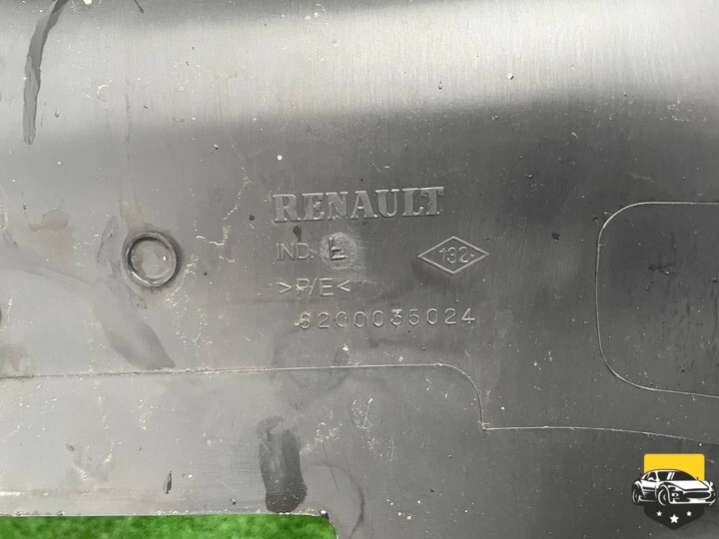 RENAULT
IND. E
132
>P/E<
8200035024